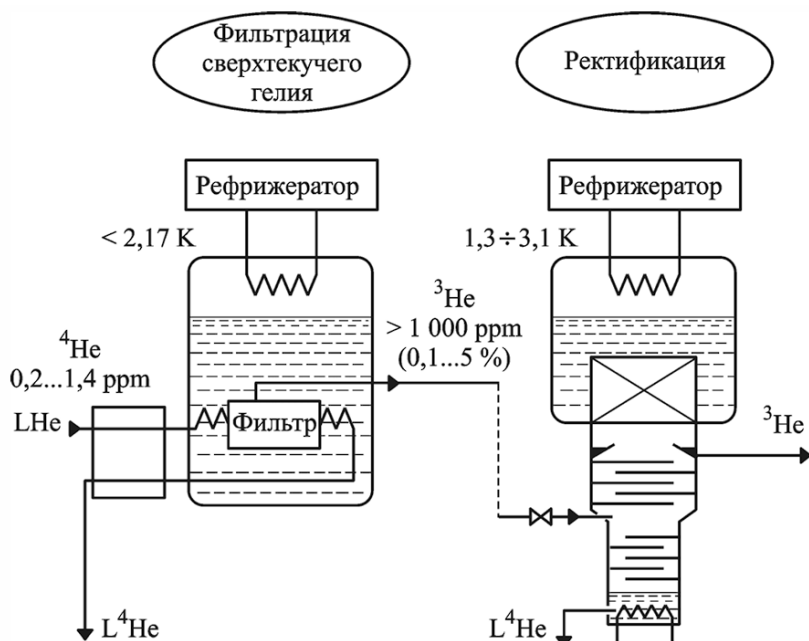 Фильтрация
сверхтекучего
гелия
Ректификация
Рефрижератор
Рефрижератор
< 2,17 K
1,3÷3,1 K
³He
> 1 000 ppm
(0,1...5 %)
⁴He
0,2...1,4 ppm
LHe
Фильтр
³He
L⁴He
L⁴He